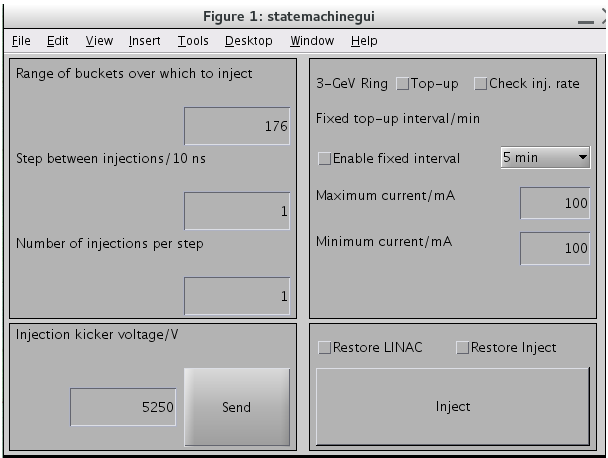 Figure 1: statemachinegui
File Edit View Insert Tools Desktop Window Help
Range of buckets over which to inject
176
Step between injections/10 ns
1
Number of injections per step
1
3-GeV Ring Top-up Check inj. rate
Fixed top-up interval/min
Enable fixed interval 5 min
Maximum current/mA
100
Minimum current/mA
100
Injection kicker voltage/V
5250 Send
Restore LINAC Restore Inject
Inject